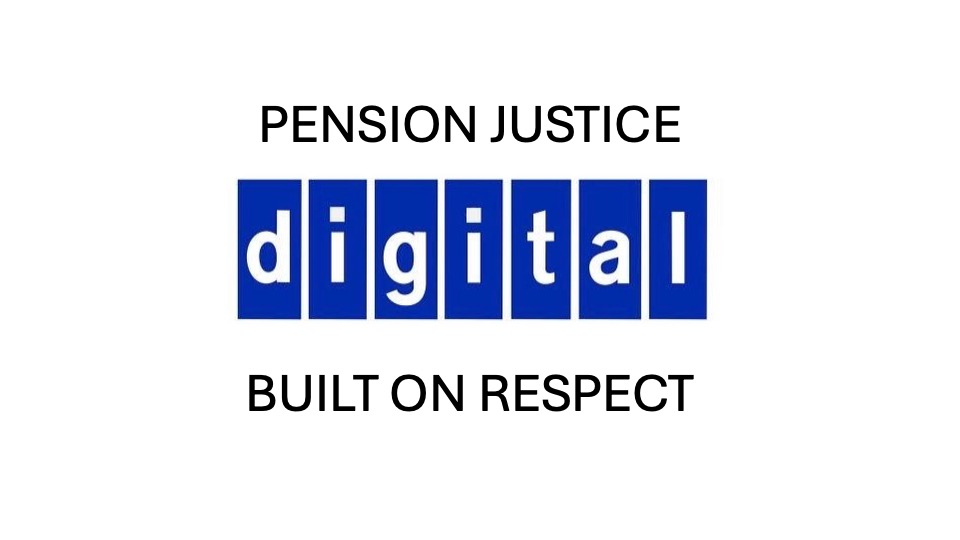 PENSION JUSTICE
digital
BUILT ON RESPECT